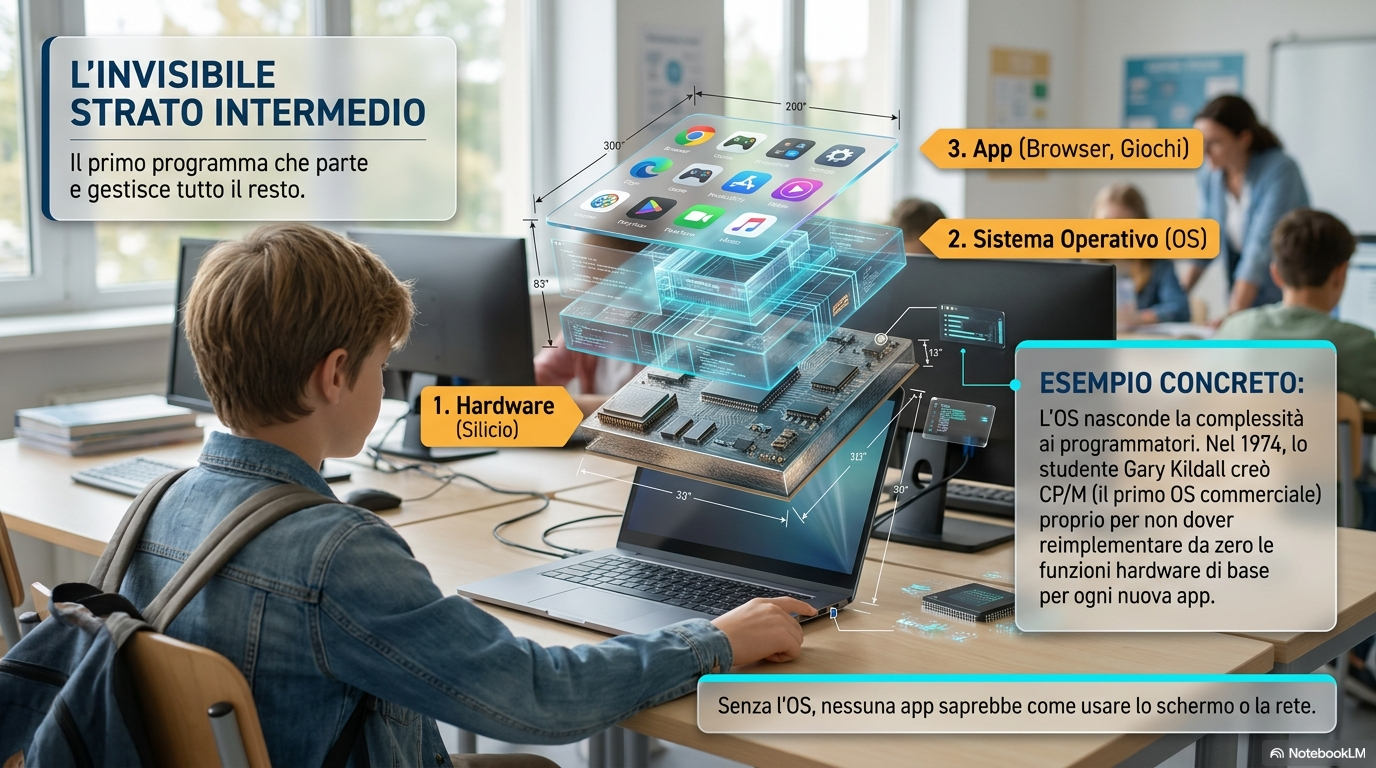 L'INVISIBILE
STRATO INTERMEDIO
Il primo programma che parte
e gestisce tutto il resto.
200"
300"
83"
13"
313"
33"
30"
3. App (Browser, Giochi)
2. Sistema Operativo (OS)
1. Hardware
(Silicio)
ESEMPIO CONCRETO:
L'OS nasconde la complessità
ai programmatori. Nel 1974, lo
studente Gary Kildall creò
CP/M (il primo OS commerciale)
proprio per non dover
reimplementare da zero le
funzioni hardware di base
per ogni nuova app.
Senza l'OS, nessuna app saprebbe come usare lo schermo o la rete.
NotebookLM